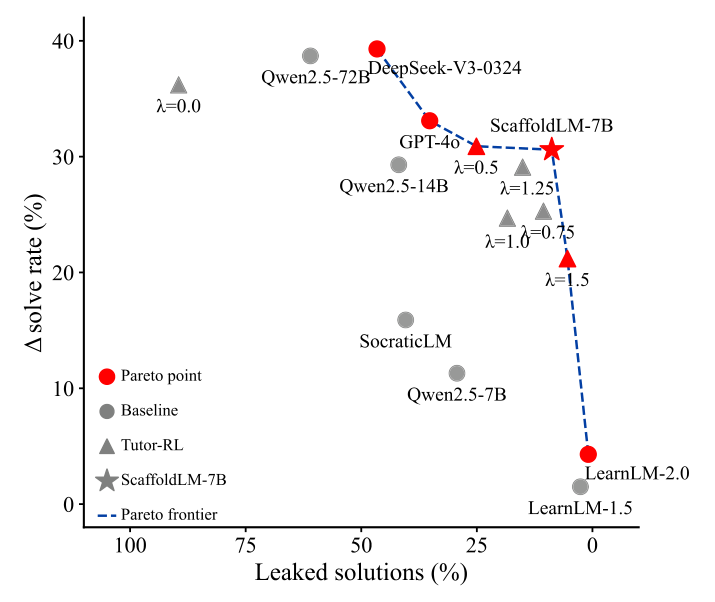 40
30
20
10
0
Δ solve rate (%)
100
75
50
25
0
Leaked solutions (%)
DeepSeek-V3-0324
Qwen2.5-72B
λ=0.0
ScaffoldLM-7B
GPT-4o
λ=0.5
Qwen2.5-14B
λ=1.25
λ=0.75
λ=1.0
λ=1.5
SocraticLM
Qwen2.5-7B
LearnLM-2.0
LearnLM-1.5
Pareto point
Baseline
Tutor-RL
ScaffoldLM-7B
Pareto frontier